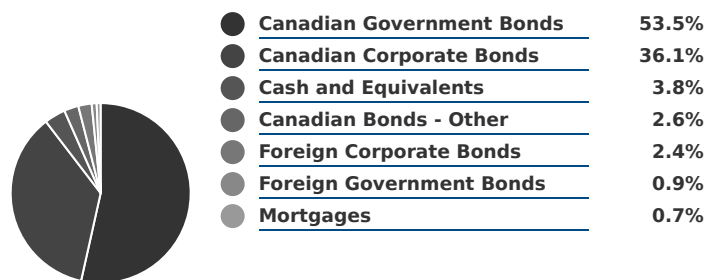 Canadian Government Bonds 53.5%
Canadian Corporate Bonds 36.1%
Cash and Equivalents 3.8%
Canadian Bonds - Other 2.6%
Foreign Corporate Bonds 2.4%
Foreign Government Bonds 0.9%
Mortgages 0.7%